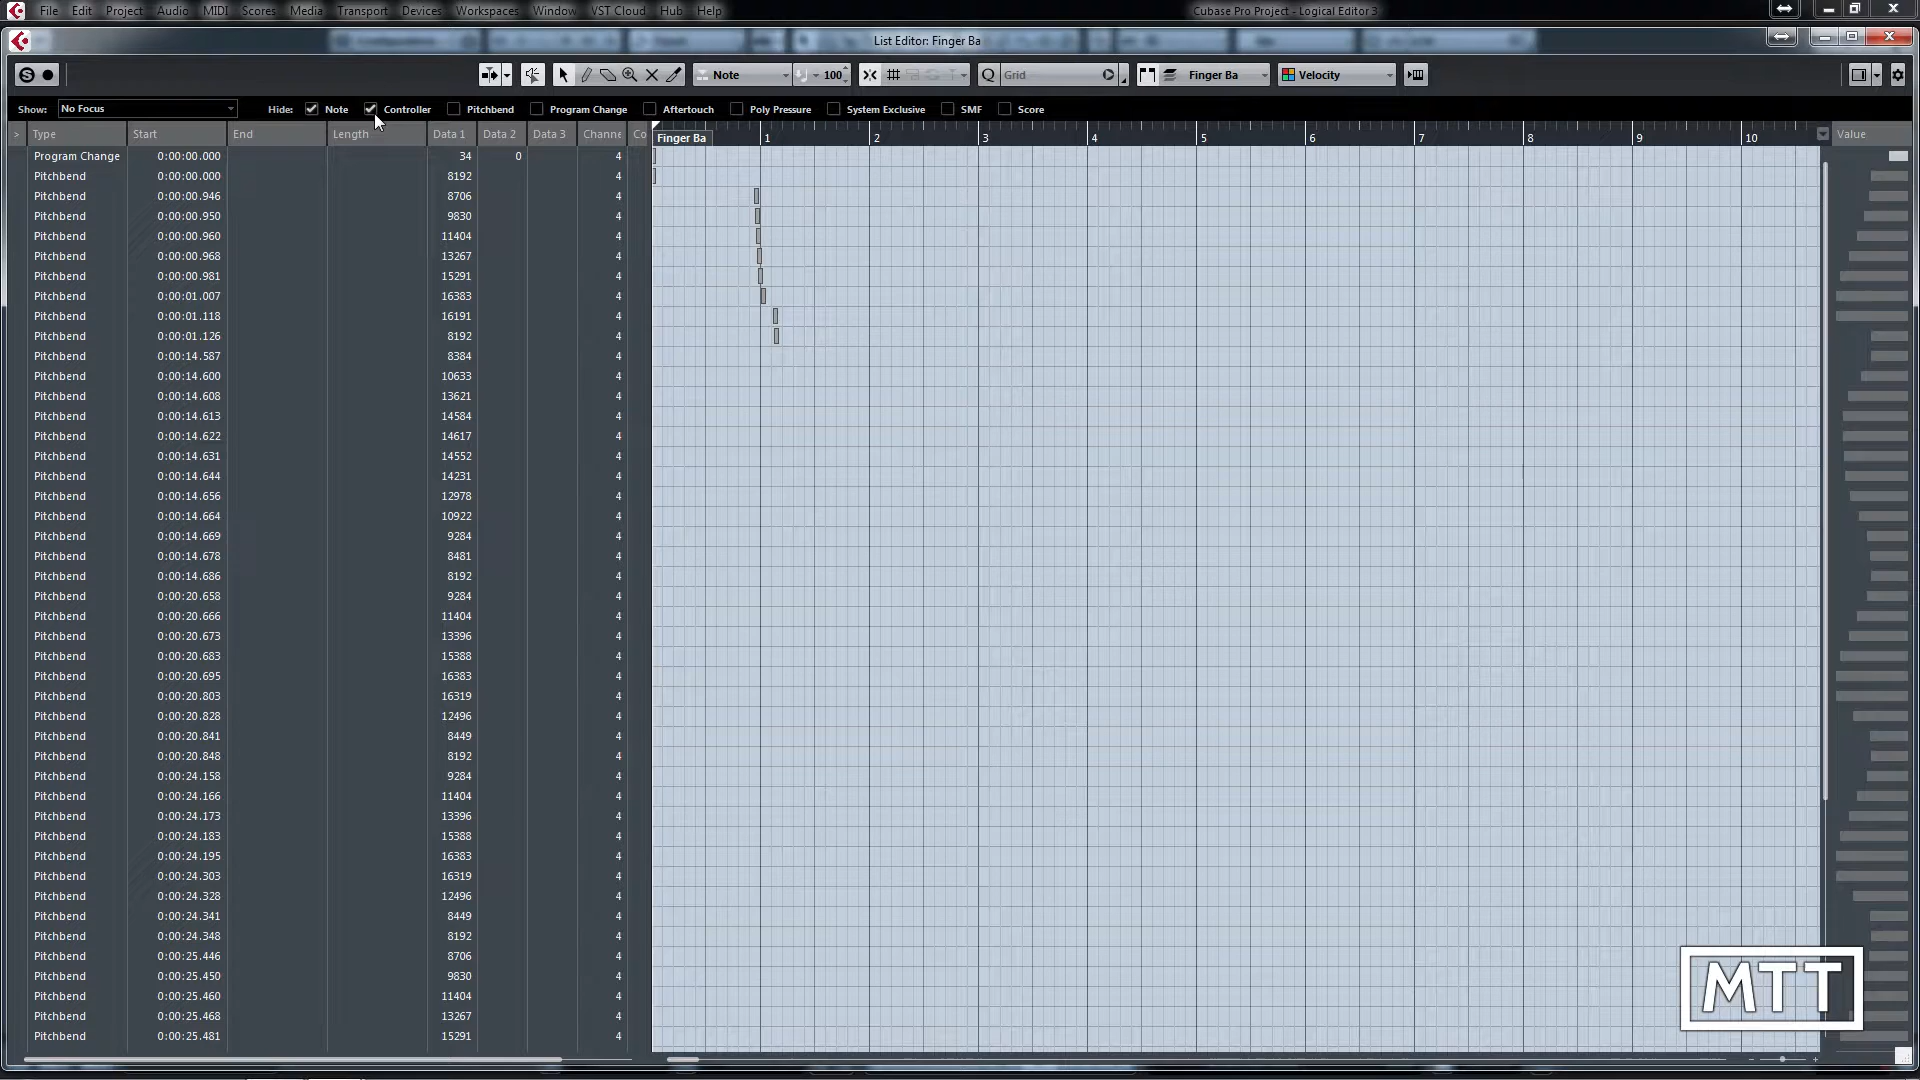 File Edit Project Audio MIDI Scores Media Transport Devices Workspaces Window VST Cloud Hub Help Cubase Pro Project - Logical Editor 3
List Editor: Finger Ba
Note 100 Q Grid Finger Ba Velocity
Show: No Focus Hide: Note Controller Pitchbend Program Change Aftertouch Poly Pressure System Exclusive SMF Score
> Type Start End Length Data 1 Data 2 Data 3 Channe Co Finger Ba 1 2 3 4 5 6 7 8 9 10 Value
Program Change 0:00:00.000 34 0 4
Pitchbend 0:00:00.000 8192 4
Pitchbend 0:00:00.946 8706 4
Pitchbend 0:00:00.950 9830 4
Pitchbend 0:00:00.960 11404 4
Pitchbend 0:00:00.968 13267 4
Pitchbend 0:00:00.981 15291 4
Pitchbend 0:00:01.007 16383 4
Pitchbend 0:00:01.118 16191 4
Pitchbend 0:00:01.126 8192 4
Pitchbend 0:00:14.587 8384 4
Pitchbend 0:00:14.600 10633 4
Pitchbend 0:00:14.608 13621 4
Pitchbend 0:00:14.613 14584 4
Pitchbend 0:00:14.622 14617 4
Pitchbend 0:00:14.631 14552 4
Pitchbend 0:00:14.644 14231 4
Pitchbend 0:00:14.656 12978 4
Pitchbend 0:00:14.664 10922 4
Pitchbend 0:00:14.669 9284 4
Pitchbend 0:00:14.678 8481 4
Pitchbend 0:00:14.686 8192 4
Pitchbend 0:00:20.658 9284 4
Pitchbend 0:00:20.666 11404 4
Pitchbend 0:00:20.673 13396 4
Pitchbend 0:00:20.683 15388 4
Pitchbend 0:00:20.695 16383 4
Pitchbend 0:00:20.803 16319 4
Pitchbend 0:00:20.828 12496 4
Pitchbend 0:00:20.841 8449 4
Pitchbend 0:00:20.848 8192 4
Pitchbend 0:00:24.158 9284 4
Pitchbend 0:00:24.166 11404 4
Pitchbend 0:00:24.173 13396 4
Pitchbend 0:00:24.183 15388 4
Pitchbend 0:00:24.195 16383 4
Pitchbend 0:00:24.303 16319 4
Pitchbend 0:00:24.328 12496 4
Pitchbend 0:00:24.341 8449 4
Pitchbend 0:00:24.348 8192 4
Pitchbend 0:00:25.446 8706 4
Pitchbend 0:00:25.450 9830 4
Pitchbend 0:00:25.460 11404 4
Pitchbend 0:00:25.468 13267 4
Pitchbend 0:00:25.481 15291 4
MTT